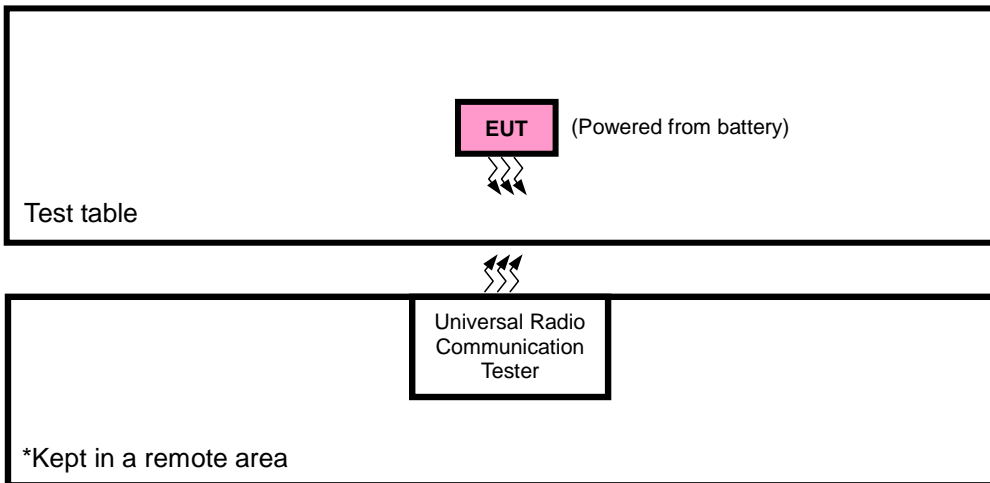 EUT
(Powered from battery)
Test table
Universal Radio
Communication
Tester
*Kept in a remote area